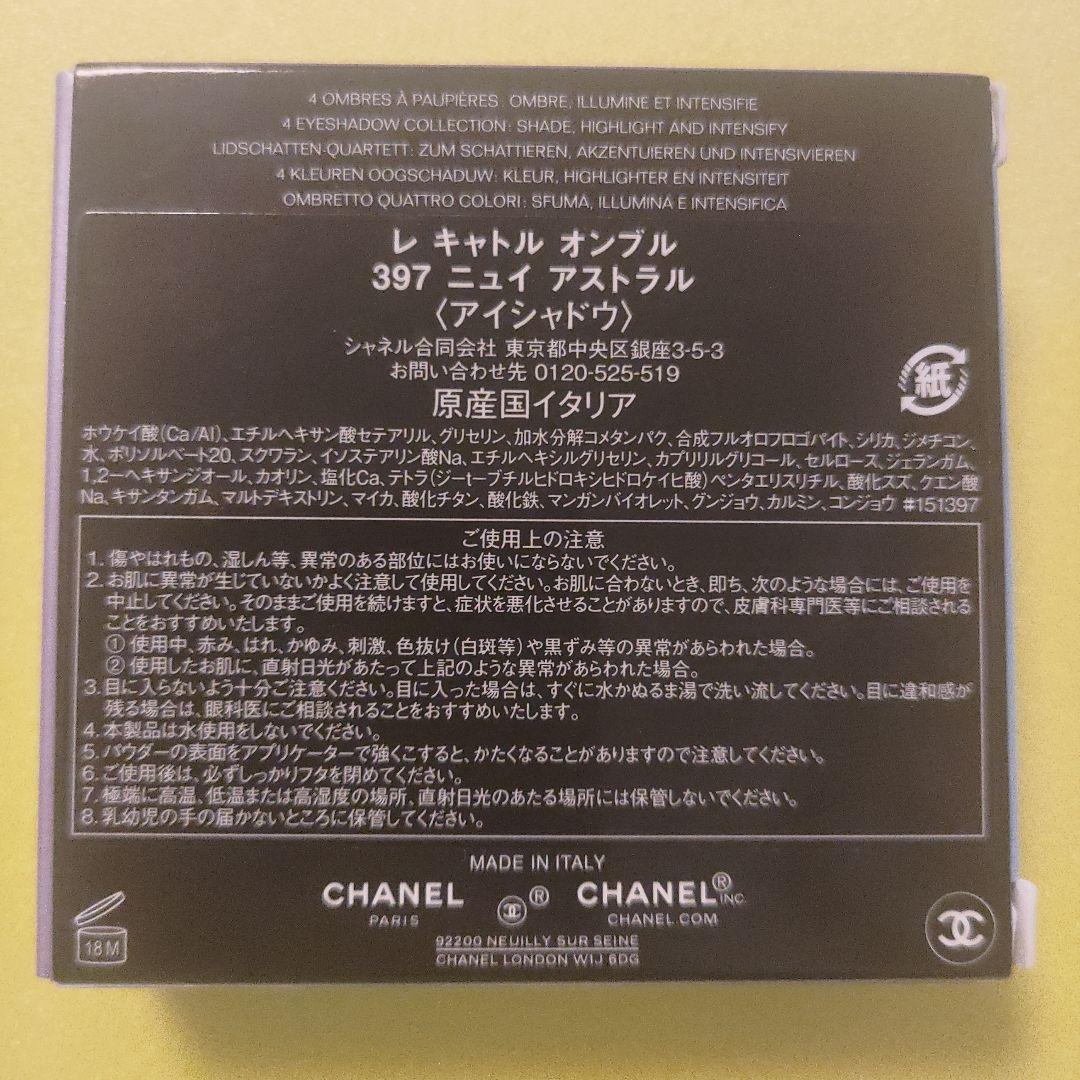 4 OMBRES À PAUPIÈRES : OMBRE, ILLUMINE ET INTENSIFIE
4 EYESHADOW COLLECTION: SHADE, HIGHLIGHT AND INTENSIFY
LIDSCHATTEN-QUARTETT: ZUM SCHATTIEREN, AKZENTUIEREN UND INTENSIVIEREN
4 KLEUREN OOGSCHADUW: KLEUR, HIGHLIGHTER EN INTENSITEIT
OMBRETTO QUATTRO COLORI: SFUMA, ILLUMINA E INTENSIFICA
レ キャトル オンブル
397 ニュイ アストラル
〈アイシャドウ〉
シャネル合同会社 東京都中央区銀座3-5-3
お問い合わせ先 0120-525-519
原産国イタリア
紙
ホウケイ酸(Ca/Al)、エチルヘキサン酸セテアリル、グリセリン、加水分解コメタンパク、合成フルオロフロゴパイト、シリカ、ジメチコン、
水、ポリソルベート20、スクワラン、イソステアリン酸Na、エチルヘキシルグリセリン、カプリリルグリコール、セルロース、ジェランガム、
1,2-ヘキサンジオール、カオリン、塩化Ca、テトラ(ジ-t-ブチルヒドロキシヒドロケイヒ酸)ペンタエリスリチル、酸化スズ、クエン酸
Na、キサンタンガム、マルトデキストリン、マイカ、酸化チタン、酸化鉄、マンガンバイオレット、グンジョウ、カルミン、コンジョウ #151397
ご使用上の注意
1. 傷やはれもの、湿しん等、異常のある部位にはお使いにならないでください。
2. お肌に異常が生じていないかよく注意して使用してください。お肌に合わないとき、即ち、次のような場合には、ご使用を
中止してください。そのままご使用を続けますと、症状を悪化させることがありますので、皮膚科専門医等にご相談される
ことをおすすめいたします。
① 使用中、赤み、はれ、かゆみ、刺激、色抜け(白斑等)や黒ずみ等の異常があらわれた場合。
② 使用したお肌に、直射日光があたって上記のような異常があらわれた場合。
3. 目に入らないよう十分ご注意ください。目に入った場合は、すぐに水かぬるま湯で洗い流してください。目に違和感が
残る場合は、眼科医にご相談されることをおすすめいたします。
4. 本製品は水使用をしないでください。
5. パウダーの表面をアプリケーターで強くこすると、かたくなることがありますので注意してください。
6. ご使用後は、必ずしっかりフタを閉めてください。
7. 極端に高温、低温または高湿度の場所、直射日光のあたる場所には保管しないでください。
8. 乳幼児の手の届かないところに保管してください。
MADE IN ITALY
CHANEL ® CHANEL® INC.
PARIS CHANEL.COM
92200 NEUILLY SUR SEINE
CHANEL LONDON W1J 6DG
18 M